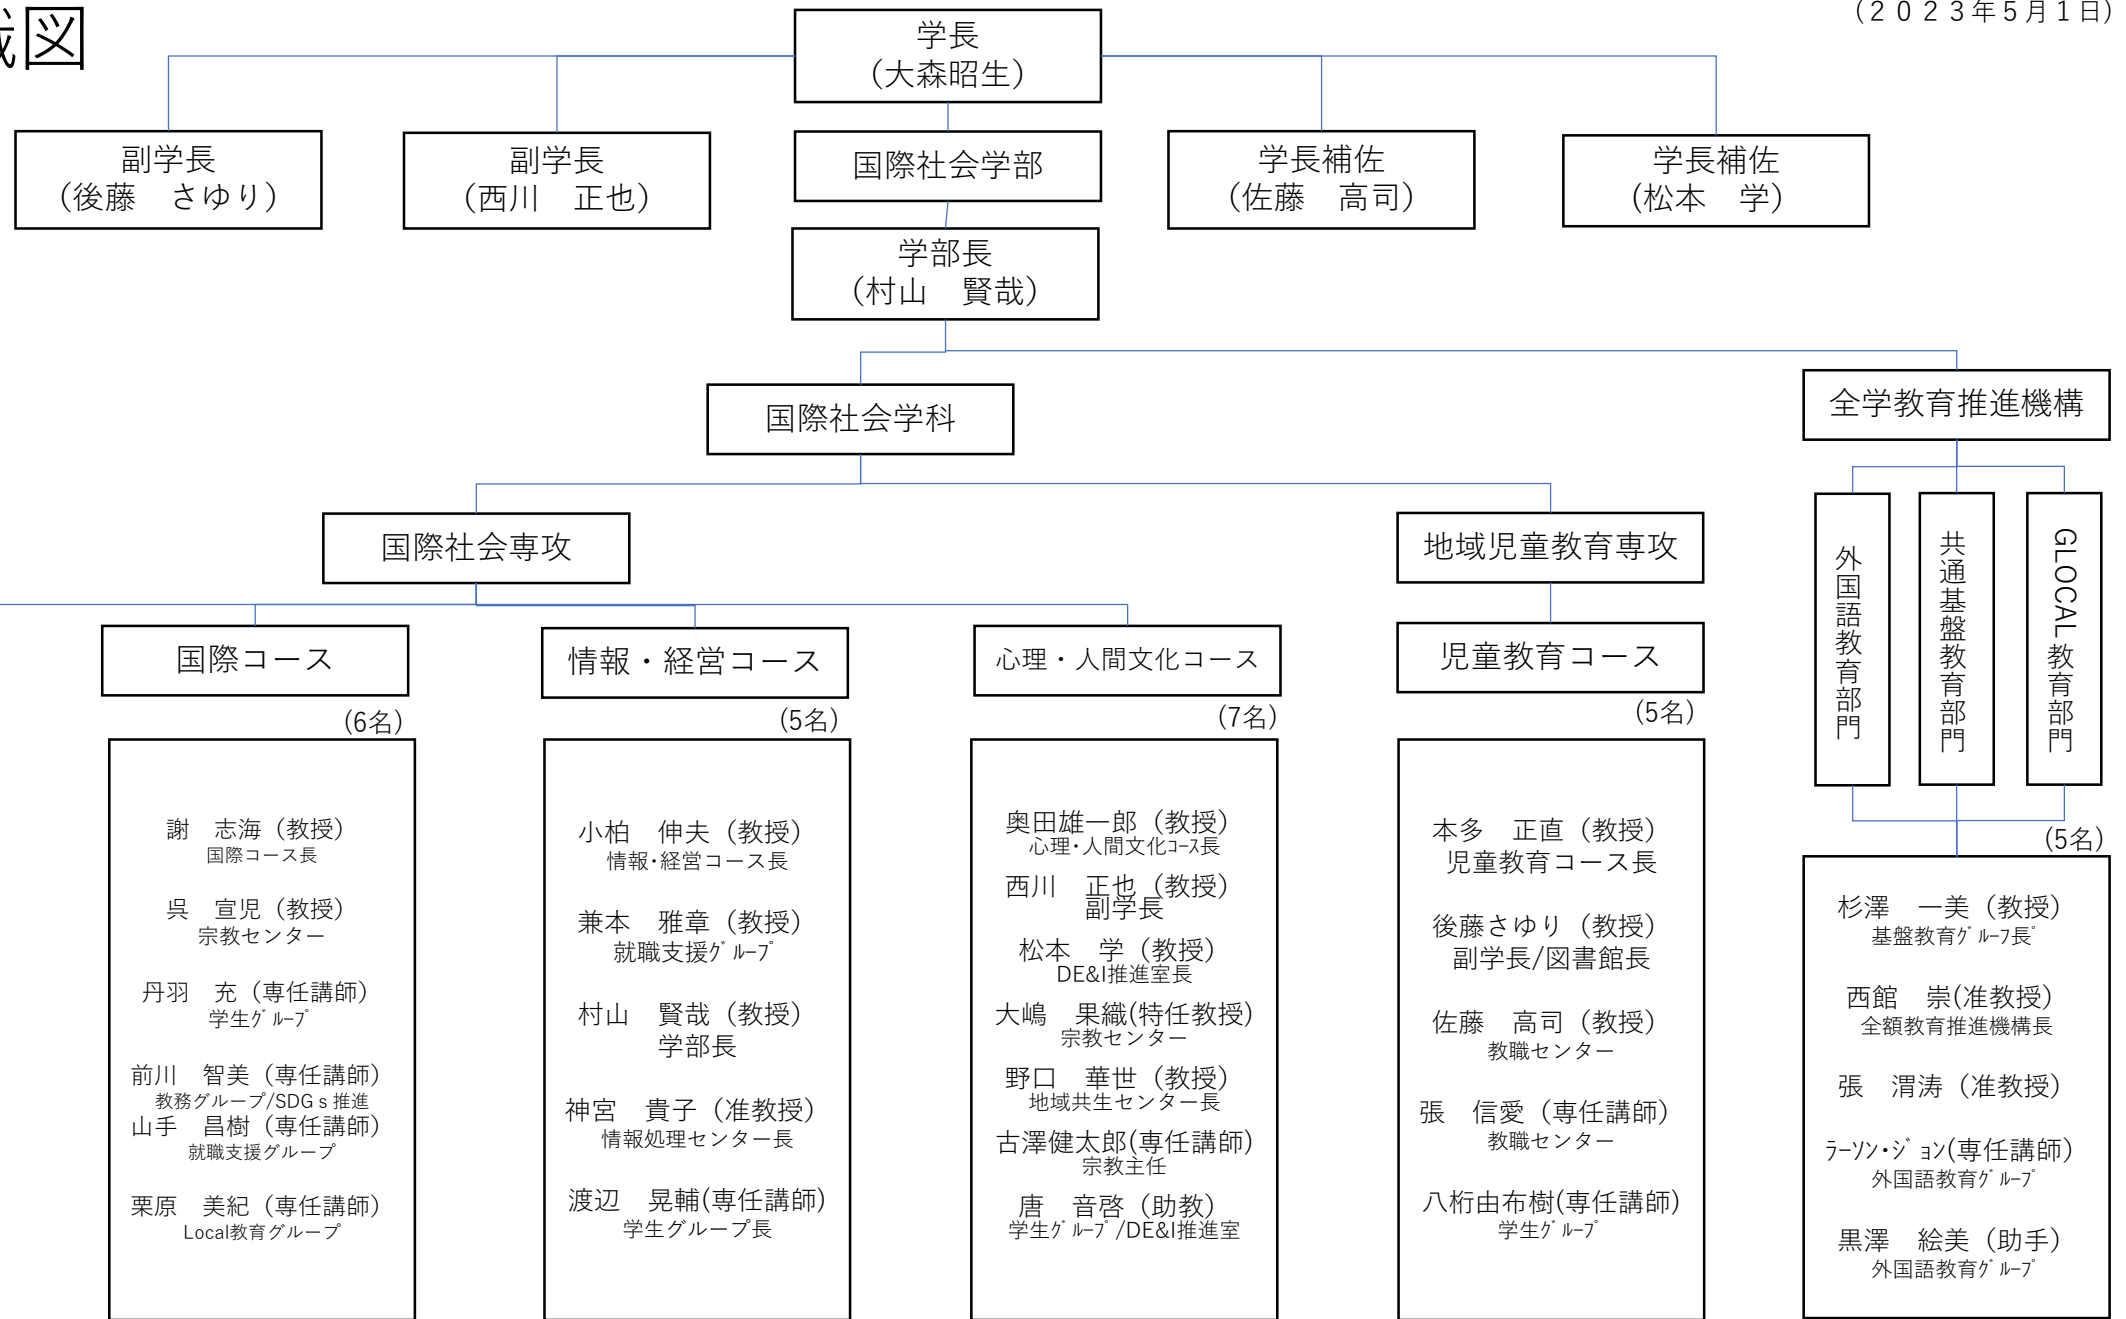 図
(２０２３年５月１日)
学長
(大森昭生)
副学長
(後藤　さゆり)
副学長
(西川　正也)
国際社会学部
学長補佐
(佐藤　高司)
学長補佐
(松本　学)
学部長
(村山　賢哉)
国際社会学科
全学教育推進機構
国際社会専攻
地域児童教育専攻
外国語教育部門
共通基盤教育部門
GLOCAL教育部門
国際コース
情報・経営コース
心理・人間文化コース
児童教育コース
(6名)
謝　志海（教授）
国際コース長
呉　宣児（教授）
宗教センター
丹羽　充（専任講師）
学生ｸﾞﾙｰﾌﾟ
前川　智美（専任講師）
教務グループ/SDGｓ推進
山手　昌樹（専任講師）
就職支援グループ
栗原　美紀（専任講師）
Local教育グループ
(5名)
小柏　伸夫（教授）
情報･経営コース長
兼本　雅章（教授）
就職支援ｸﾞﾙｰﾌﾟ
村山　賢哉（教授）
学部長
神宮　貴子（准教授）
情報処理センター長
渡辺　晃輔(専任講師)
学生グループ長
(7名)
奥田雄一郎（教授）
心理･人間文化ｺｰｽ長
西川　正也（教授）
副学長
松本　学（教授）
DE&I推進室長
大嶋　果織(特任教授)
宗教センター
野口　華世（教授）
地域共生センター長
古澤健太郎(専任講師)
宗教主任
唐　音啓（助教）
学生ｸﾞﾙｰﾌﾟ/DE&I推進室
(5名)
本多　正直（教授）
児童教育コース長
後藤さゆり（教授）
副学長/図書館長
佐藤　高司（教授）
教職センター
張　信愛（専任講師）
教職センター
八桁由布樹(専任講師)
学生ｸﾞﾙｰﾌﾟ
(5名)
杉澤　一美（教授）
基盤教育ｸﾞﾙｰﾌ長ﾟ
西舘　崇(准教授)
全額教育推進機構長
張　渭涛（准教授）
ﾗｰｿﾝ･ｼﾞｮﾝ(専任講師)
外国語教育ｸﾞﾙｰﾌﾟ
黒澤　絵美（助手）
外国語教育ｸﾞﾙｰﾌﾟ